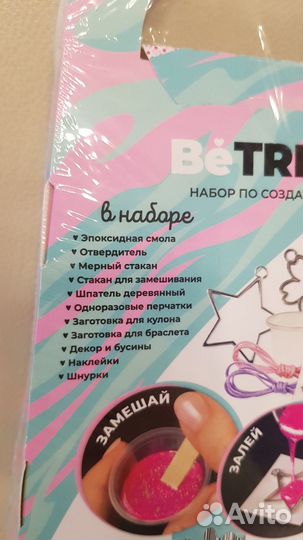 BeTRE
НАБОР ПО СОЗДА
в наборе
♥ Эпоксидная смола
♥ Отвердитель
♥ Мерный стакан
♥ Стакан для замешивания
♥ Шпатель деревянный
♥ Одноразовые перчатки
♥ Заготовка для кулона
♥ Заготовка для браслета
♥ Декор и бусины
♥ Наклейки
♥ Шнурки
ЗАМЕШАЙ
ЗАЛЕЙ
Avito